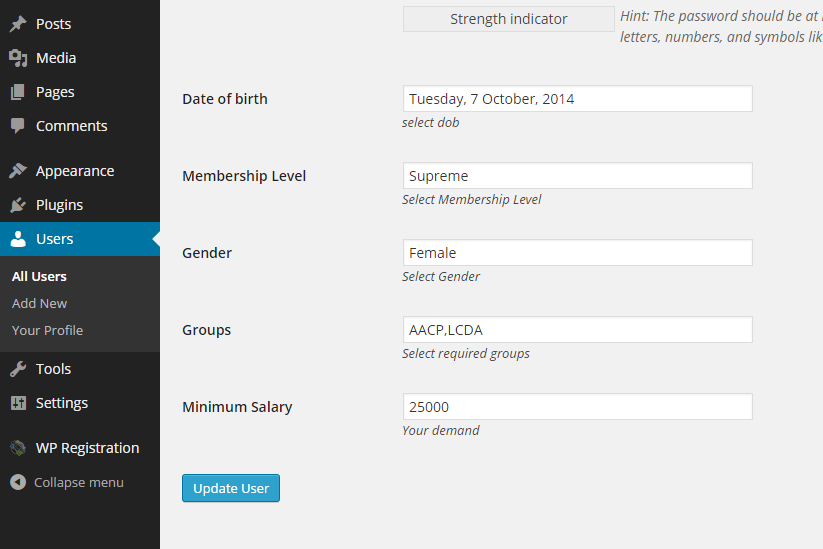 Posts
Media
Pages
Comments
Appearance
Plugins
Users
All Users
Add New
Your Profile
Tools
Settings
WP Registration
Collapse menu
Strength indicator
Hint: The password should be at
letters, numbers, and symbols lik
Date of birth
Tuesday, 7 October, 2014
select dob
Membership Level
Supreme
Select Membership Level
Gender
Female
Select Gender
Groups
AACP,LCDA
Select required groups
Minimum Salary
25000
Your demand
Update User